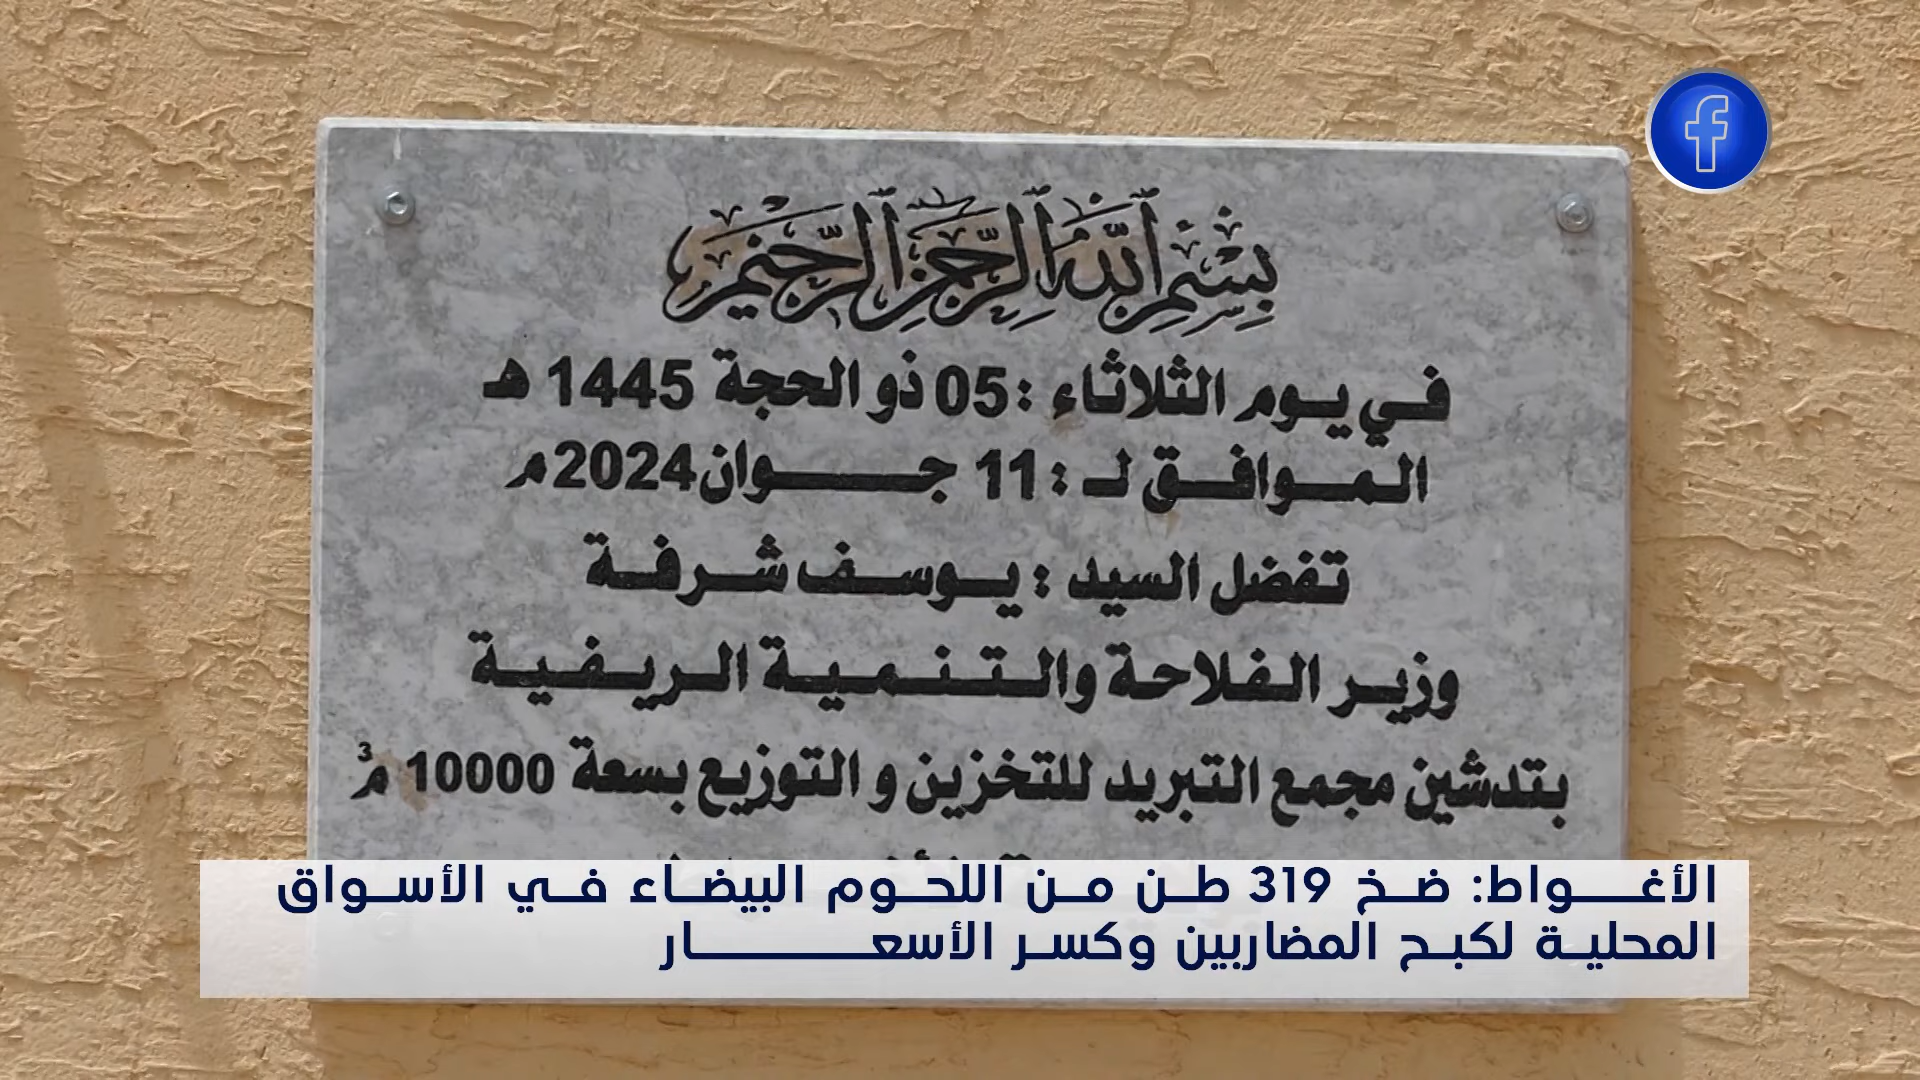 بسم الله الرحمن الرحيم
في يوم الثلاثاء : 05 ذو الحجة 1445 هـ
الموافق لـ : 11 جوان 2024 م
تفضل السيد : يوسف شرفة
وزير الفلاحة والتنمية الريفية
بتدشين مجمع التبريد للتخزين و التوزيع بسعة 10000 م³
الأغواط: ضخ 319 طن من اللحوم البيضاء في الأسواق
المحلية لكبح المضاربين وكسر الأسعار